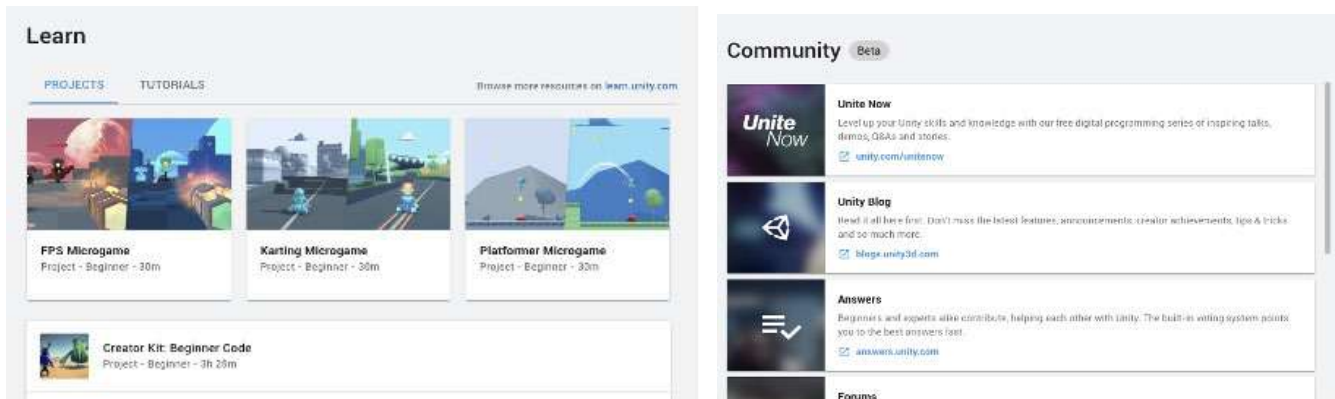 Learn
PROJECTS TUTORIALS Browse more resources on learn.unity.com
FPS Microgame
Project - Beginner - 30m
Karting Microgame
Project - Beginner - 30m
Platformer Microgame
Project - Beginner - 30m
Creator Kit: Beginner Code
Project - Beginner - 3h 28m
Community Beta
Unite
Now
Unite Now
Level up your Unity skills and knowledge with our free digital programming series of inspiring talks,
demos, Q&As and stories.
unity.com/unitenow
Unity Blog
Read it all here first. Don't miss the latest features, announcements, creator achievements, tips & tricks
and so much more.
blogs.unity3d.com
Answers
Beginners and experts alike contribute, helping each other with Unity. The built-in voting system points
you to the best answers fast.
answers.unity.com
Forums